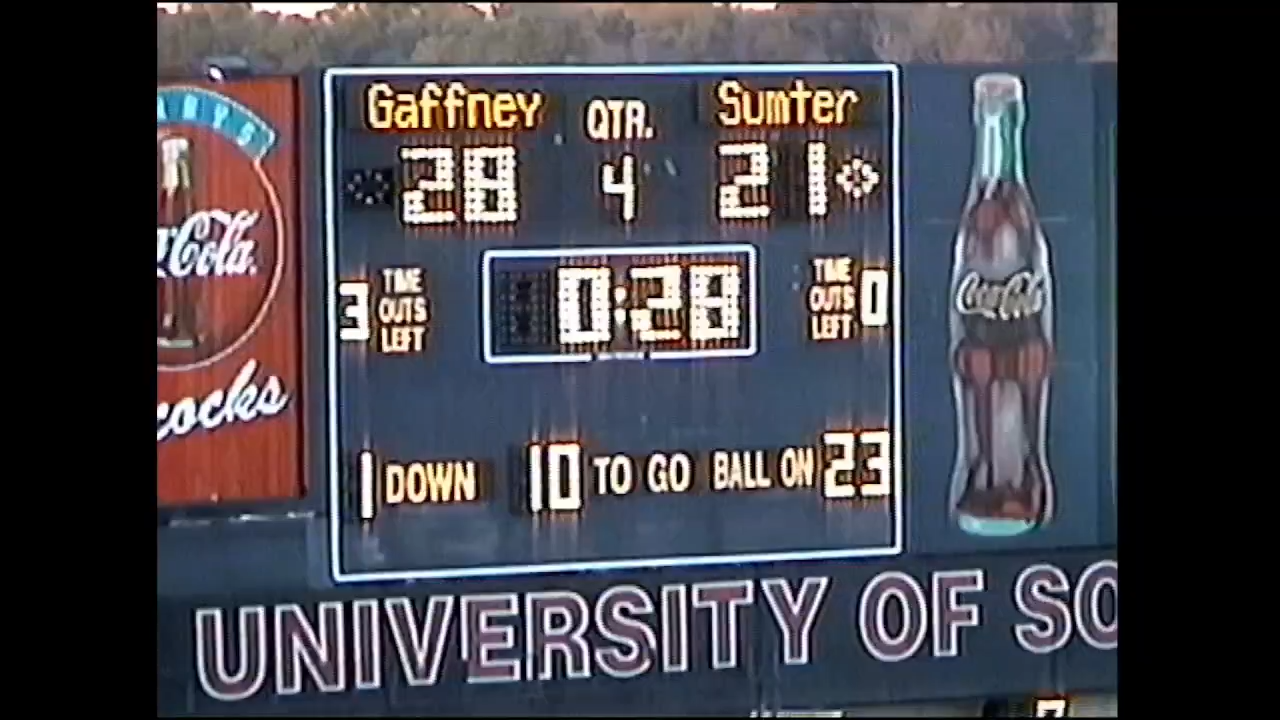 Gaffney QTR. Sumter
28 4 21
3 TIME OUTS LEFT 0:28 TIME OUTS LEFT 0
1 DOWN 10 TO GO BALL ON 23
Cola.
cocks
Coca-Cola
UNIVERSITY OF SO